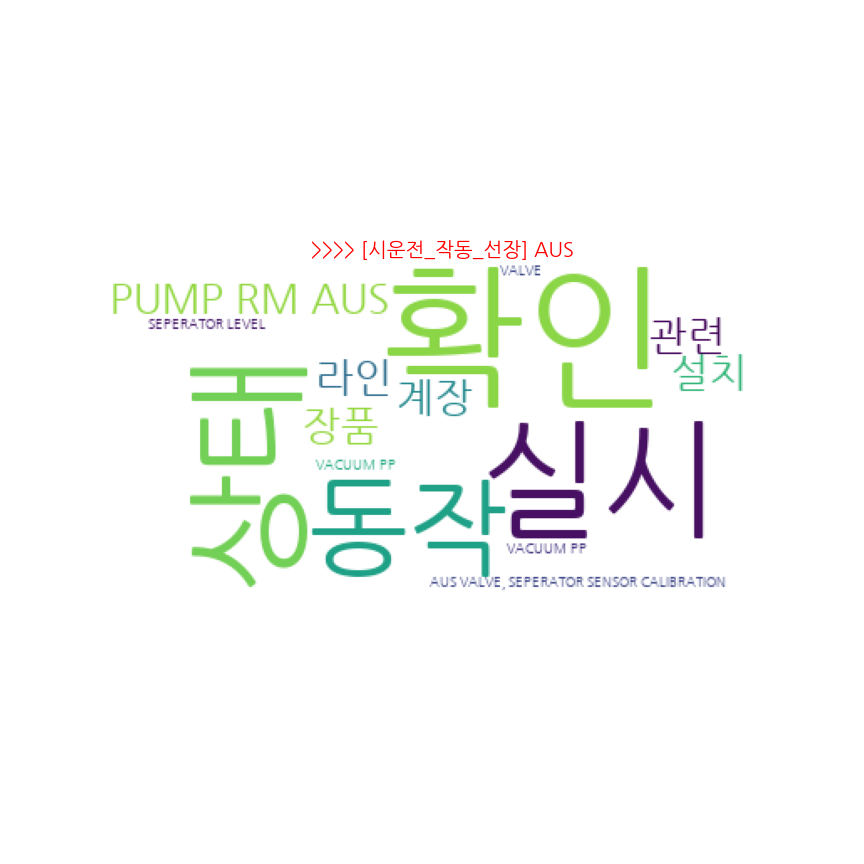 >>>> [시운전_작동_선장] AUS
VALVE
PUMP RM AUS
확인
SEPERATOR LEVEL
관련
라인
설치
계장
상태
장품
실시
VACUUM PP
동작
VACUUM PP
AUS VALVE, SEPERATOR SENSOR CALIBRATION